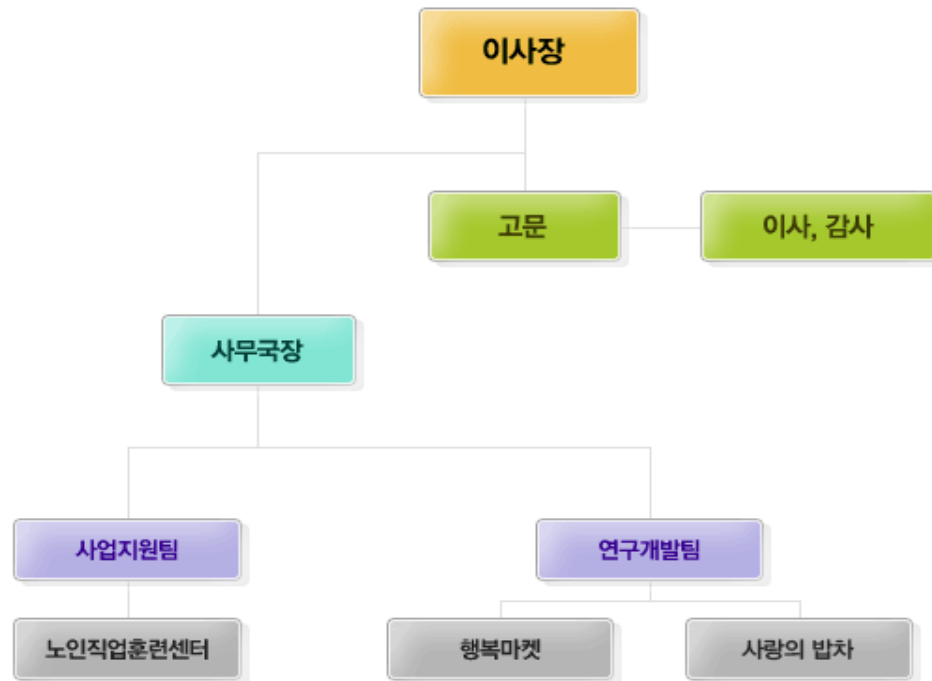 이사장
고문
이사, 감사
사무국장
사업지원팀
연구개발팀
노인직업훈련센터
행복마켓
사랑의 밥차